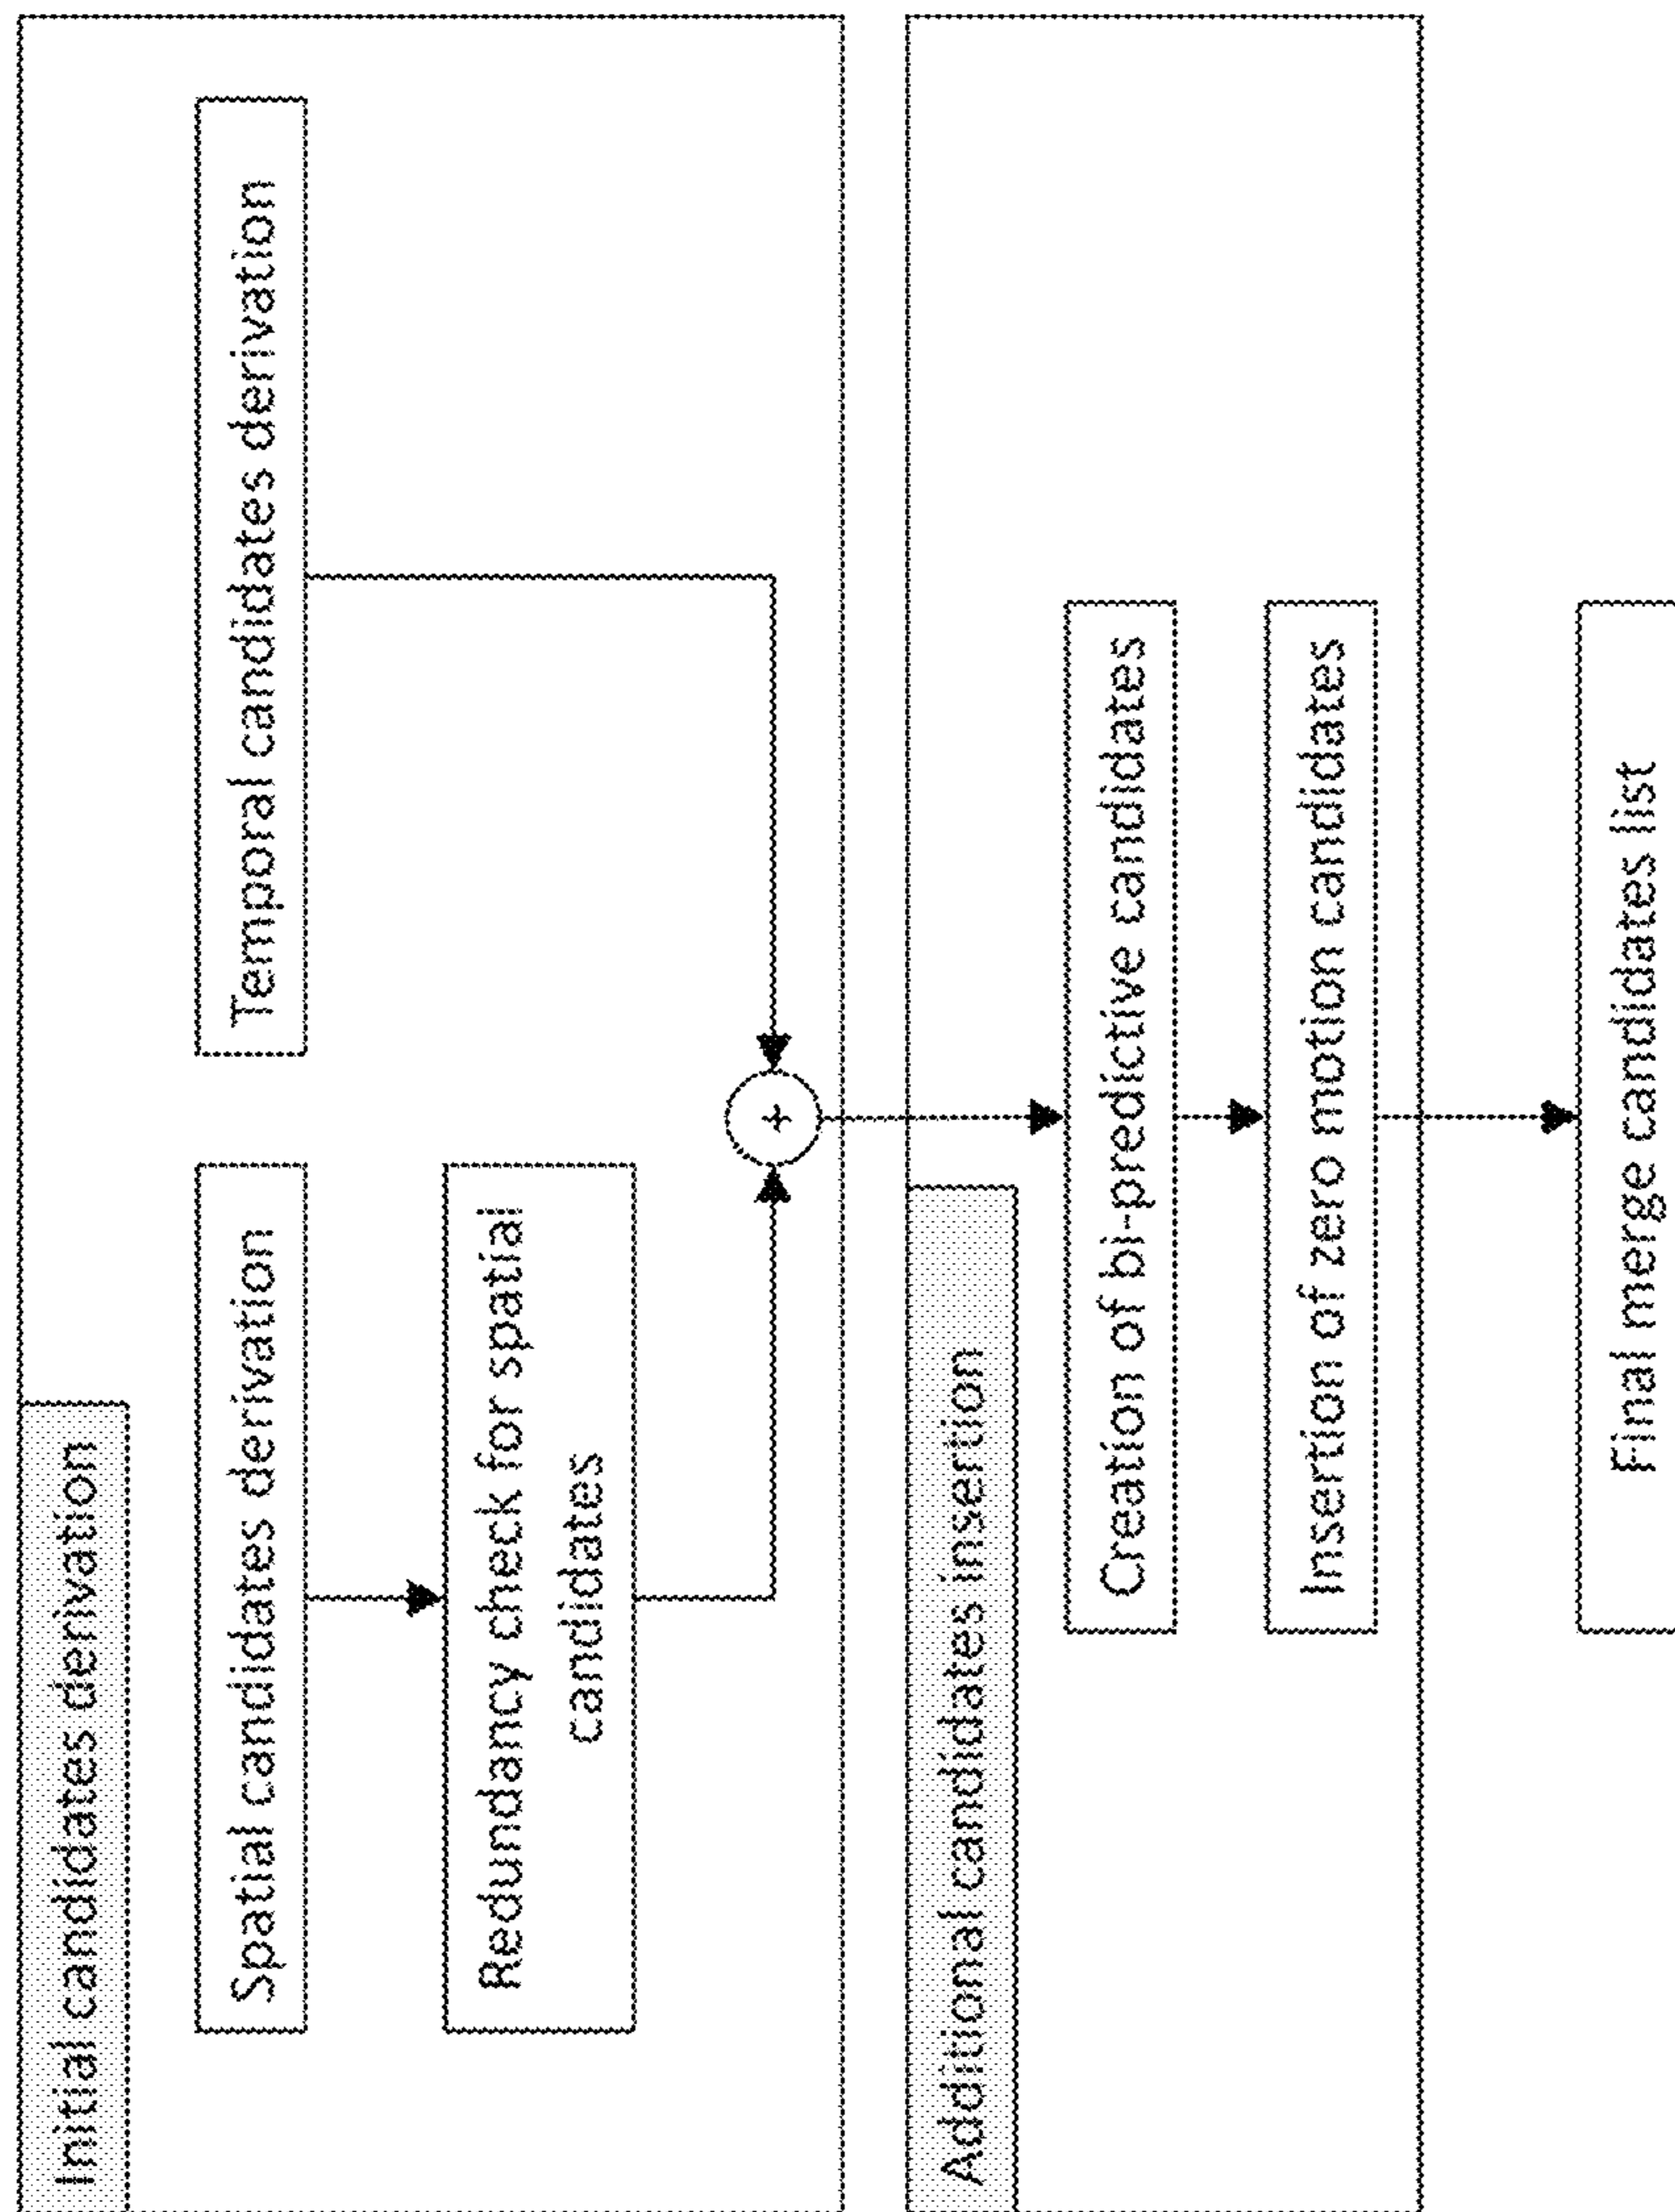 Initial candidates derivation
Spatial candidates derivation
Temporal candidates derivation
Redundancy check for spatial
candidates
+
Additional candidates insertion
Creation of bi-predictive candidates
Insertion of zero motion candidates
Final merge candidates list